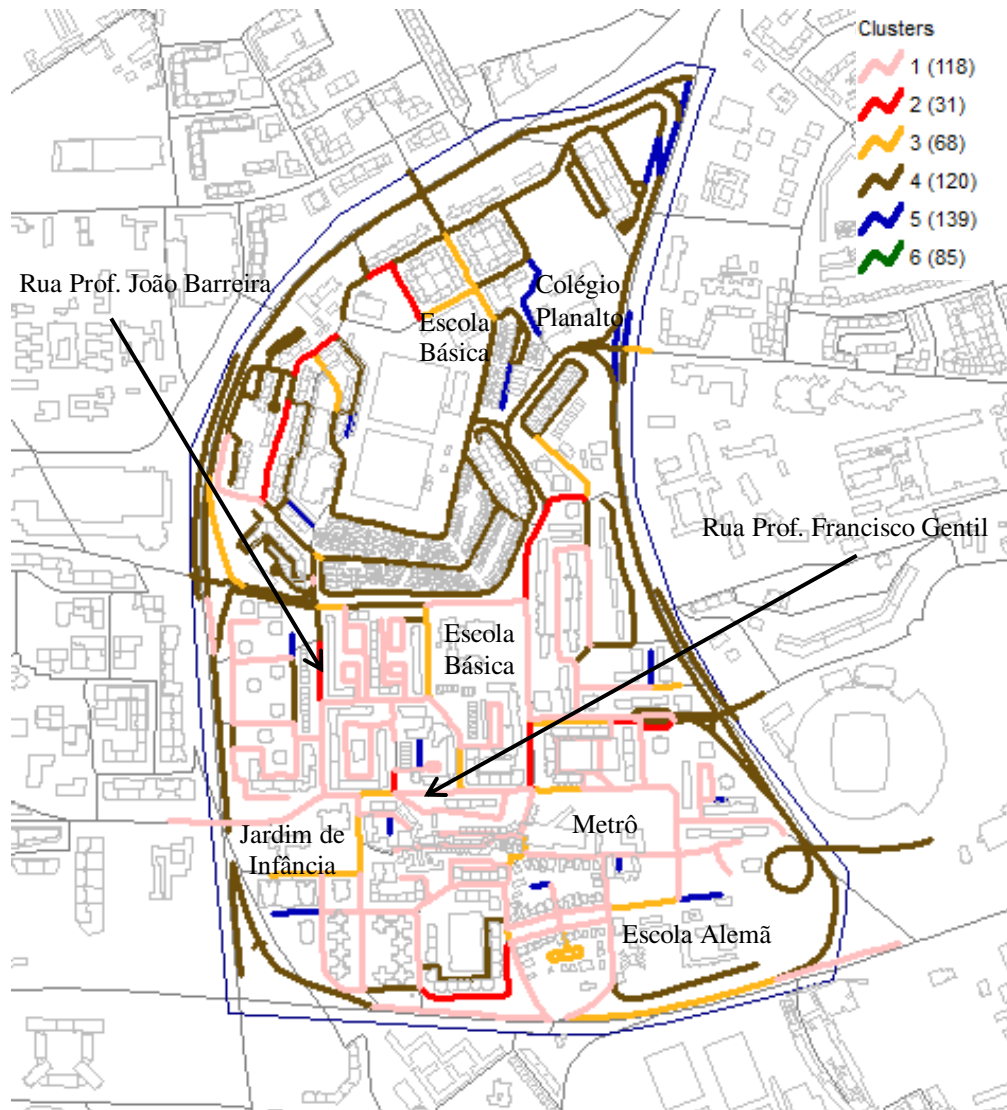 Clusters
1 (118)
2 (31)
3 (68)
4 (120)
5 (139)
6 (85)
Rua Prof. João Barreira
Colégio
Planalto
Escola
Básica
Rua Prof. Francisco Gentil
Escola
Básica
Jardim de
Infância
Metrô
Escola Alemã